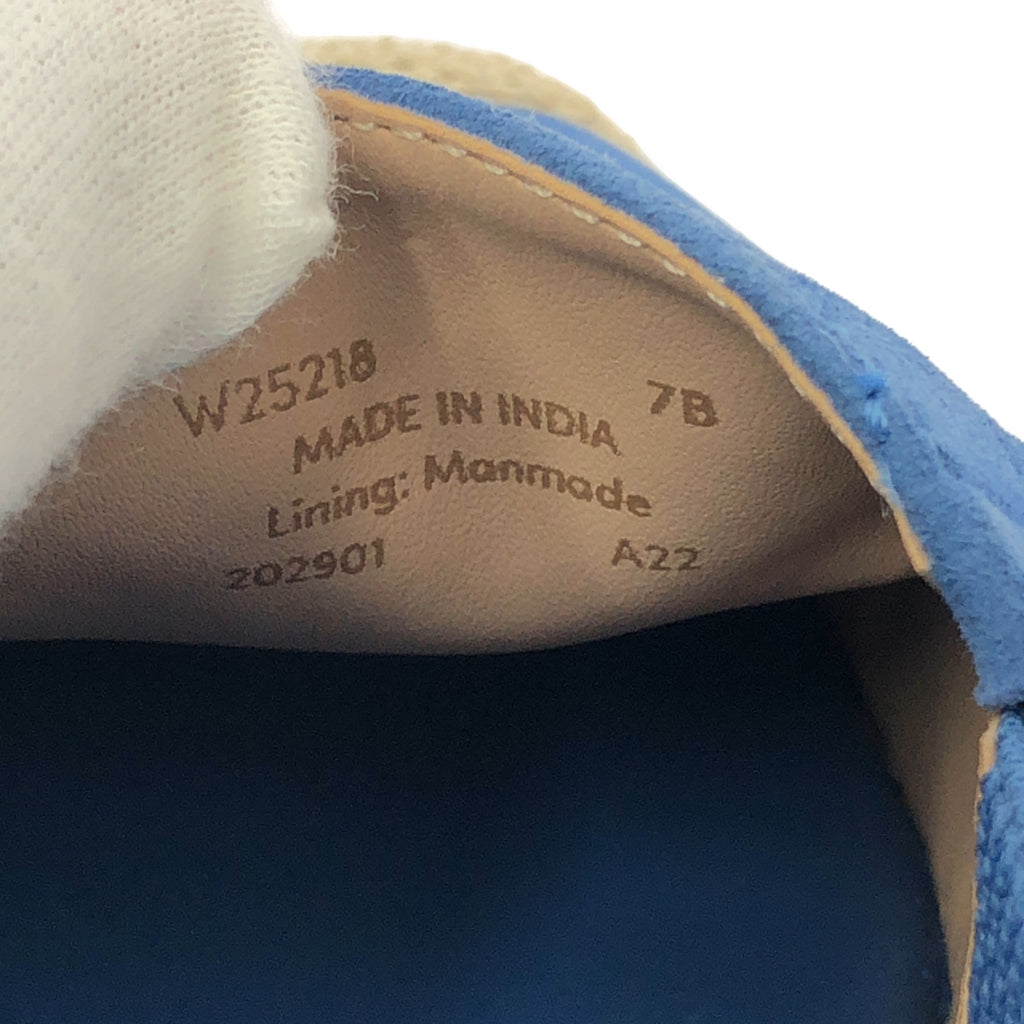 W25218 7B
MADE IN INDIA
Lining: Manmade
202901 A22